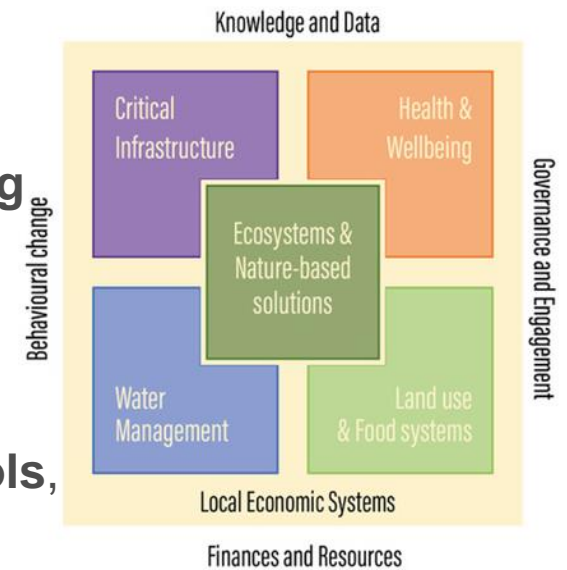 Knowledge and Data
Critical
Infrastructure
Health &
Wellbeing
g
Behavioural change
Ecosystems &
Nature-based
solutions
Governance and Engagement
Water
Management
Land use
& Food systems
ols,
Local Economic Systems
Finances and Resources